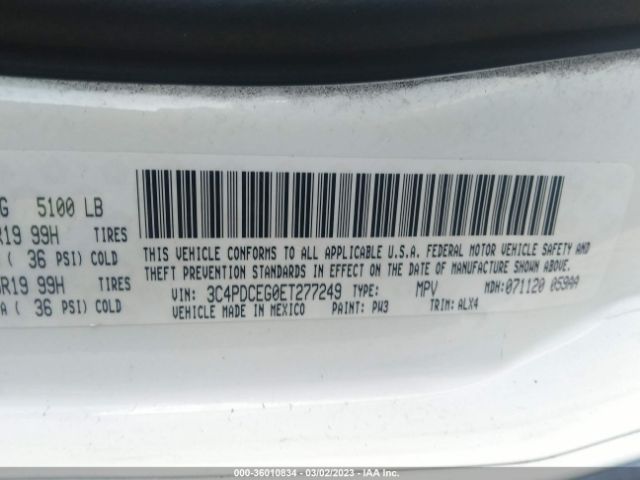 G 5100 LB
R19 99H TIRES
( 36 PSI) COLD
R19 99H TIRES
A ( 36 PSI) COLD
THIS VEHICLE CONFORMS TO ALL APPLICABLE U.S.A. FEDERAL MOTOR VEHICLE SAFETY AND
THEFT PREVENTION STANDARDS IN EFFECT ON THE DATE OF MANUFACTURE SHOWN ABOVE.
VIN: 3C4PDCEG0ET277249 TYPE: MPV MDH:071120 059AA
VEHICLE MADE IN MEXICO PAINT: PW3 TRIM: ALX4
000-36010834 - 03/02/2023 - IAA Inc.